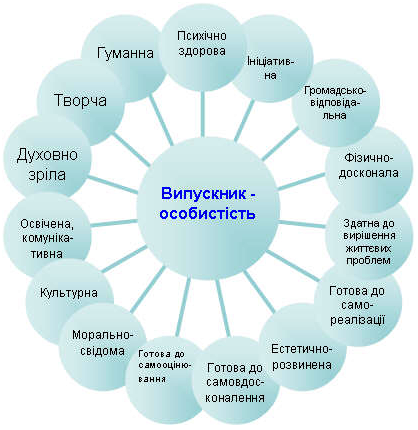 Випускник -
особистість
Психічно
здорова
Ініціатив-
на
Громадсько-
відповіда-
льна
Фізично-
досконала
Здатна до
вирішення
життєвих
проблем
Готова до
само-
реалізації
Естетично-
розвинена
Готова до
самовдос-
коналення
Готова до
самооціню-
вання
Морально-
свідома
Культурна
Освічена,
комуніка-
тивна
Духовно
зріла
Творча
Гуманна